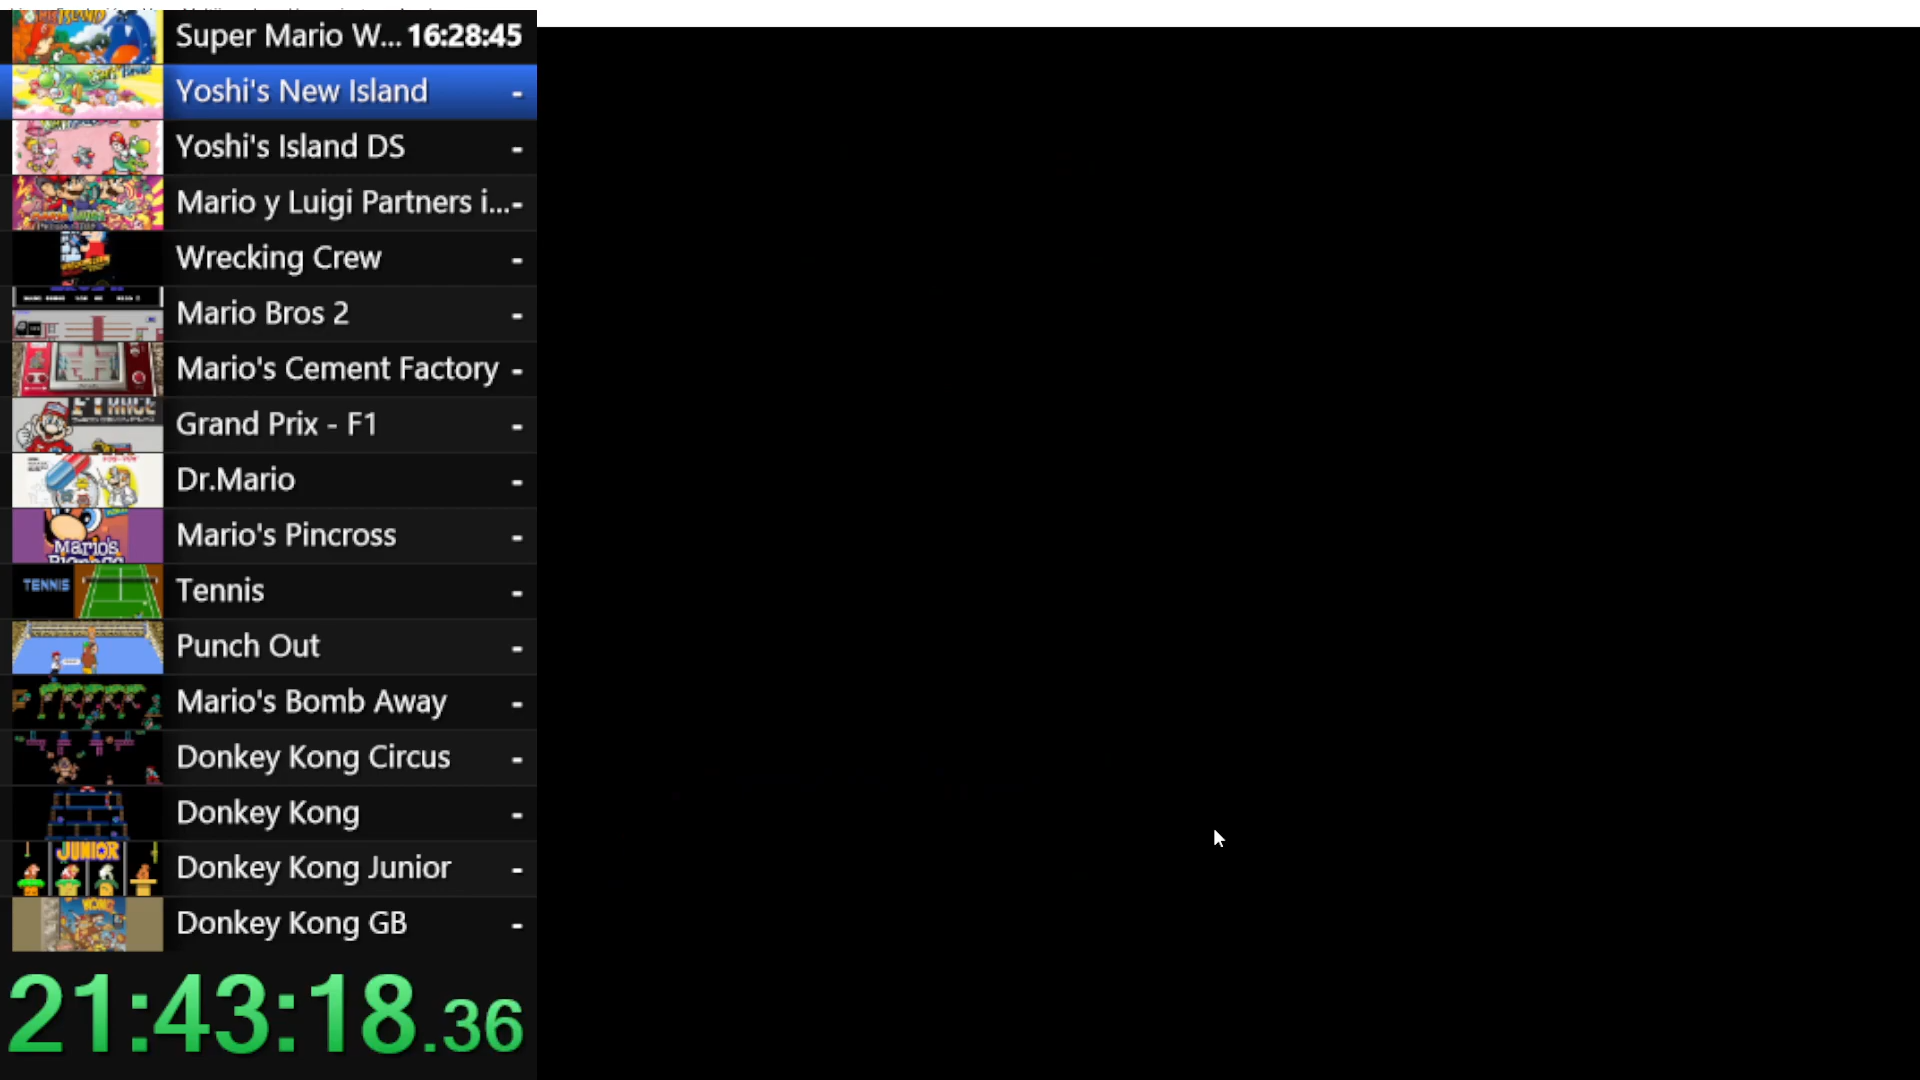 Super Mario W... 16:28:45
Yoshi's New Island -
Yoshi's Island DS -
Mario y Luigi Partners i...-
Wrecking Crew -
Mario Bros 2 -
Mario's Cement Factory -
Grand Prix - F1 -
Dr.Mario -
Mario's Pincross -
TENNIS
Tennis -
Punch Out -
Mario's Bomb Away -
Donkey Kong Circus -
Donkey Kong -
JUNIOR
Donkey Kong Junior -
Donkey Kong GB -
21:43:18.36